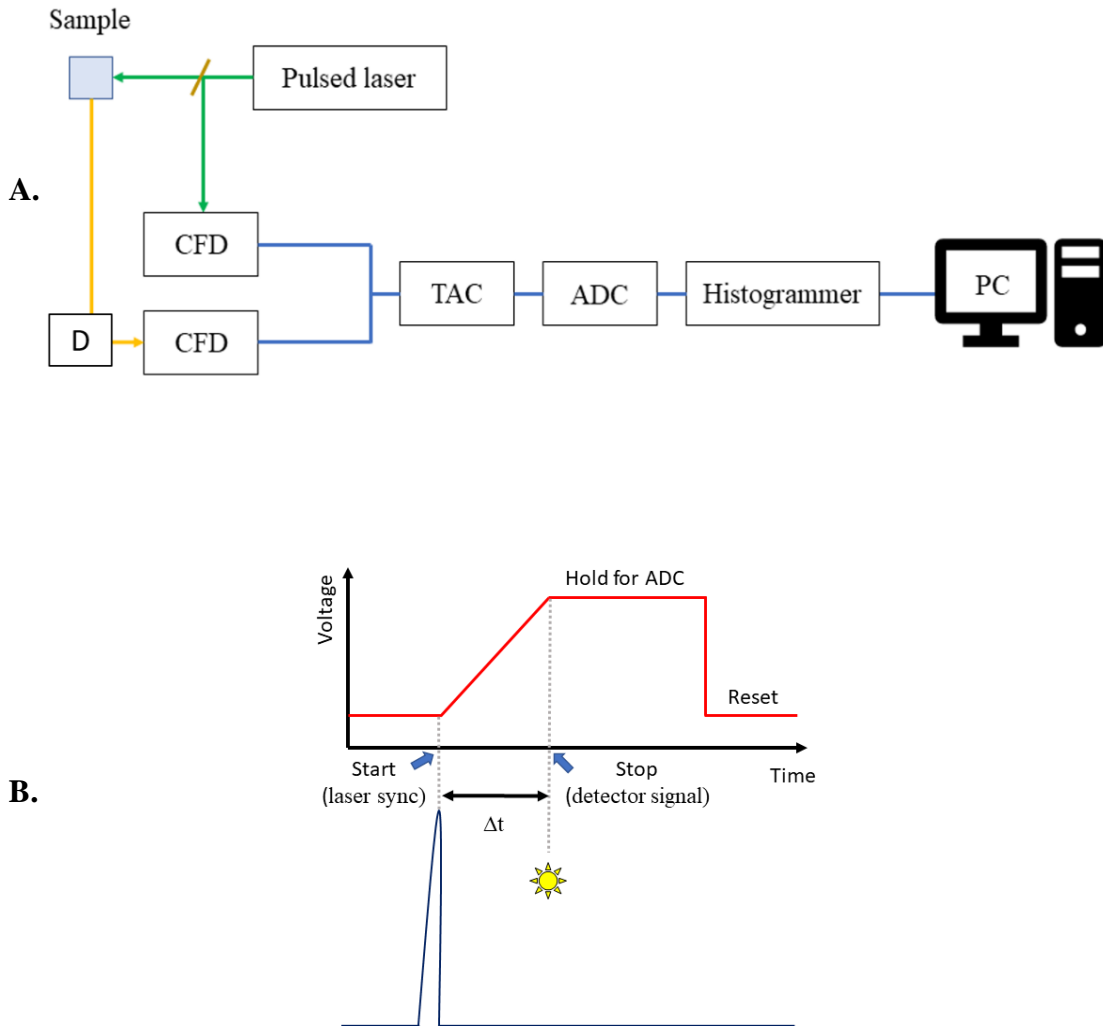 Sample
Pulsed laser
A.
CFD
TAC
ADC
Histogrammer
PC
D
CFD
Hold for ADC
Voltage
Reset
Start
(laser sync)
Stop
(detector signal)
Time
B.
Δt